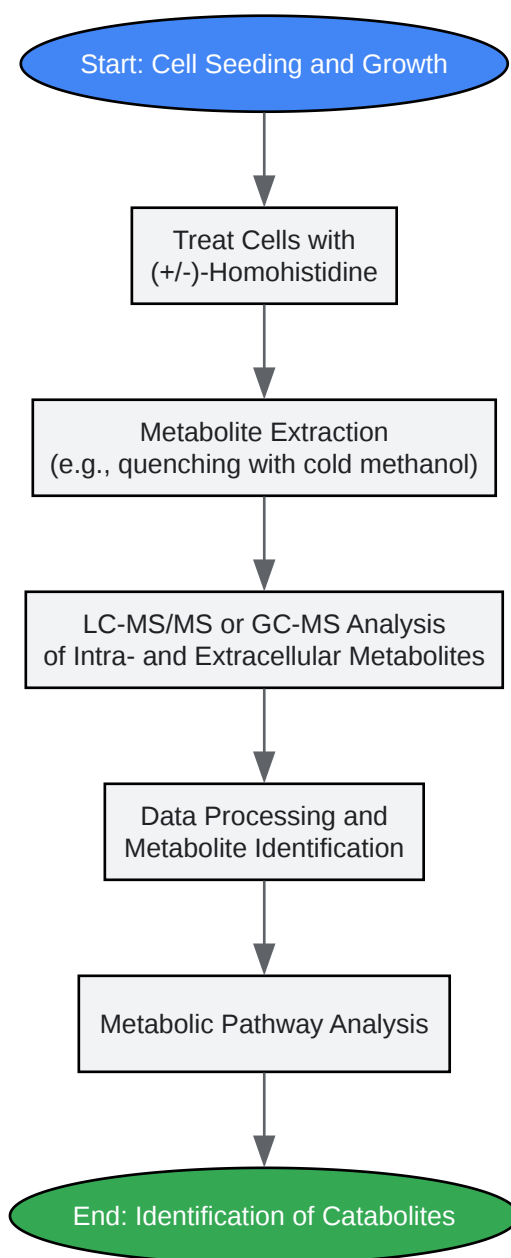 Start: Cell Seeding and Growth
Treat Cells with
(+/-)-Homohistidine
Metabolite Extraction
(e.g., quenching with cold methanol)
LC-MS/MS or GC-MS Analysis
of Intra- and Extracellular Metabolites
Data Processing and
Metabolite Identification
Metabolic Pathway Analysis
End: Identification of Catabolites